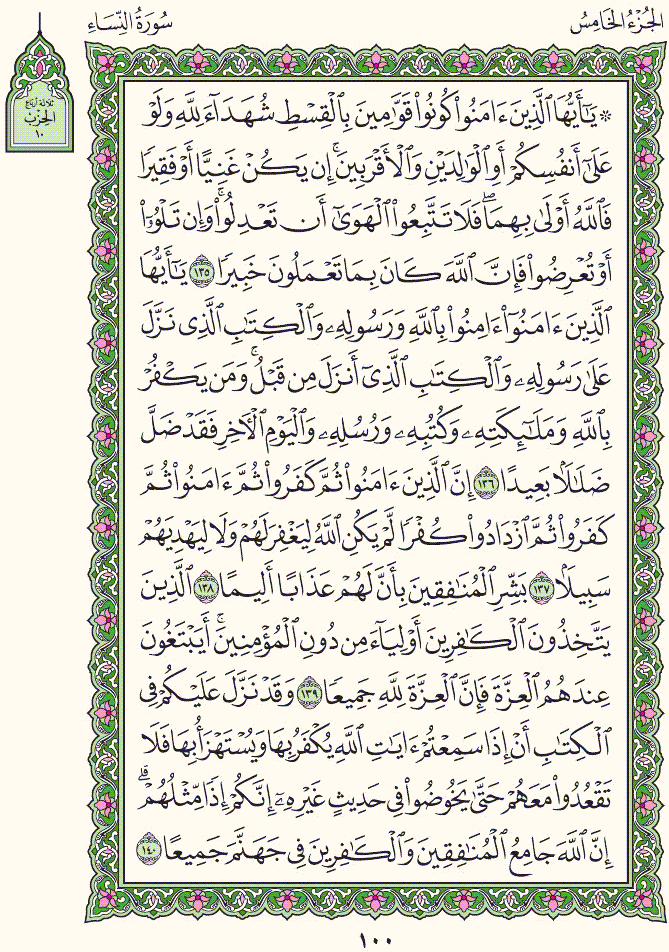 الجُزْءُ الخَامِسُ
سُورَةُ النِّسَاءِ
ثلاثة أرباع
الحِزْبِ
١٠
۞ يَٰٓأَيُّهَا ٱلَّذِينَ ءَامَنُوا۟ كُونُوا۟ قَوَّٰمِينَ بِٱلْقِسْطِ شُهَدَآءَ لِلَّهِ وَلَوْ
عَلَىٰٓ أَنفُسِكُمْ أَوِ ٱلْوَٰلِدَيْنِ وَٱلْأَقْرَبِينَ ۚ إِن يَكُنْ غَنِيًّا أَوْ فَقِيرًا
فَٱللَّهُ أَوْلَىٰ بِهِمَا ۖ فَلَا تَتَّبِعُوا۟ ٱلْهَوَىٰٓ أَن تَعْدِلُوا۟ ۚ وَإِن تَلْوُۥٓا۟
أَوْ تُعْرِضُوا۟ فَإِنَّ ٱللَّهَ كَانَ بِمَا تَعْمَلُونَ خَبِيرًا ١٣٥ يَٰٓأَيُّهَا
ٱلَّذِينَ ءَامَنُوٓا۟ ءَامِنُوا۟ بِٱللَّهِ وَرَسُولِهِۦ وَٱلْكِتَٰبِ ٱلَّذِى نَزَّلَ
عَلَىٰ رَسُولِهِۦ وَٱلْكِتَٰبِ ٱلَّذِىٓ أَنزَلَ مِن قَبْلُ ۚ وَمَن يَكْفُرْ
بِٱللَّهِ وَمَلَٰٓئِكَتِهِۦ وَكُتُبِهِۦ وَرُسُلِهِۦ وَٱلْيَوْمِ ٱلْأَخِرِ فَقَدْ ضَلَّ
ضَلَٰلًۢا بَعِيدًا ١٣٦ إِنَّ ٱلَّذِينَ ءَامَنُوا۟ ثُمَّ كَفَرُوا۟ ثُمَّ ءَامَنُوا۟ ثُمَّ
كَفَرُوا۟ ثُمَّ ٱزْدَادُوا۟ كُفْرًا لَّمْ يَكُنِ ٱللَّهُ لِيَغْفِرَ لَهُمْ وَلَا لِيَهْدِيَهُمْ
سَبِيلًۢا ١٣٧ بَشِّرِ ٱلْمُنَٰفِقِينَ بِأَنَّ لَهُمْ عَذَابًا أَلِيمًا ١٣٨ ٱلَّذِينَ
يَتَّخِذُونَ ٱلْكَٰفِرِينَ أَوْلِيَآءَ مِن دُونِ ٱلْمُؤْمِنِينَ ۚ أَيَبْتَغُونَ
عِندَهُمُ ٱلْعِزَّةَ فَإِنَّ ٱلْعِزَّةَ لِلَّهِ جَمِيعًا ١٣٩ وَقَدْ نَزَّلَ عَلَيْكُمْ فِى
ٱلْكِتَٰبِ أَنْ إِذَا سَمِعْتُمْ ءَايَٰتِ ٱللَّهِ يُكْفَرُ بِهَا وَيُسْتَهْزَأُ بِهَا فَلَا
تَقْعُدُوا۟ مَعَهُمْ حَتَّىٰ يَخُوضُوا۟ فِى حَدِيثٍ غَيْرِهِۦٓ ۚ إِنَّكُمْ إِذًا مِّثْلُهُمْ ۗ
إِنَّ ٱللَّهَ جَامِعُ ٱلْمُنَٰفِقِينَ وَٱلْكَٰفِرِينَ فِى جَهَنَّمَ جَمِيعًا ١٤٠
١٠٠